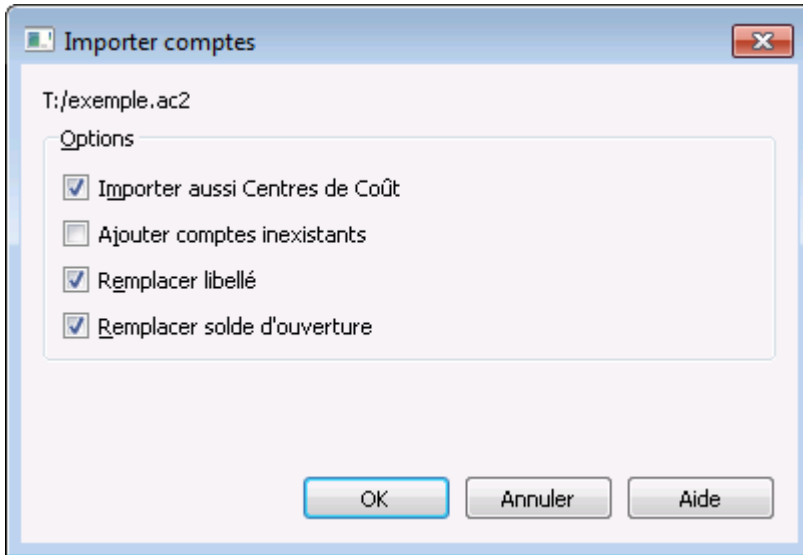 Importer comptes
T:/exemple.ac2
Options
Importer aussi Centres de Coût
Ajouter comptes inexistants
Remplacer libellé
Remplacer solde d'ouverture
OK Annuler Aide